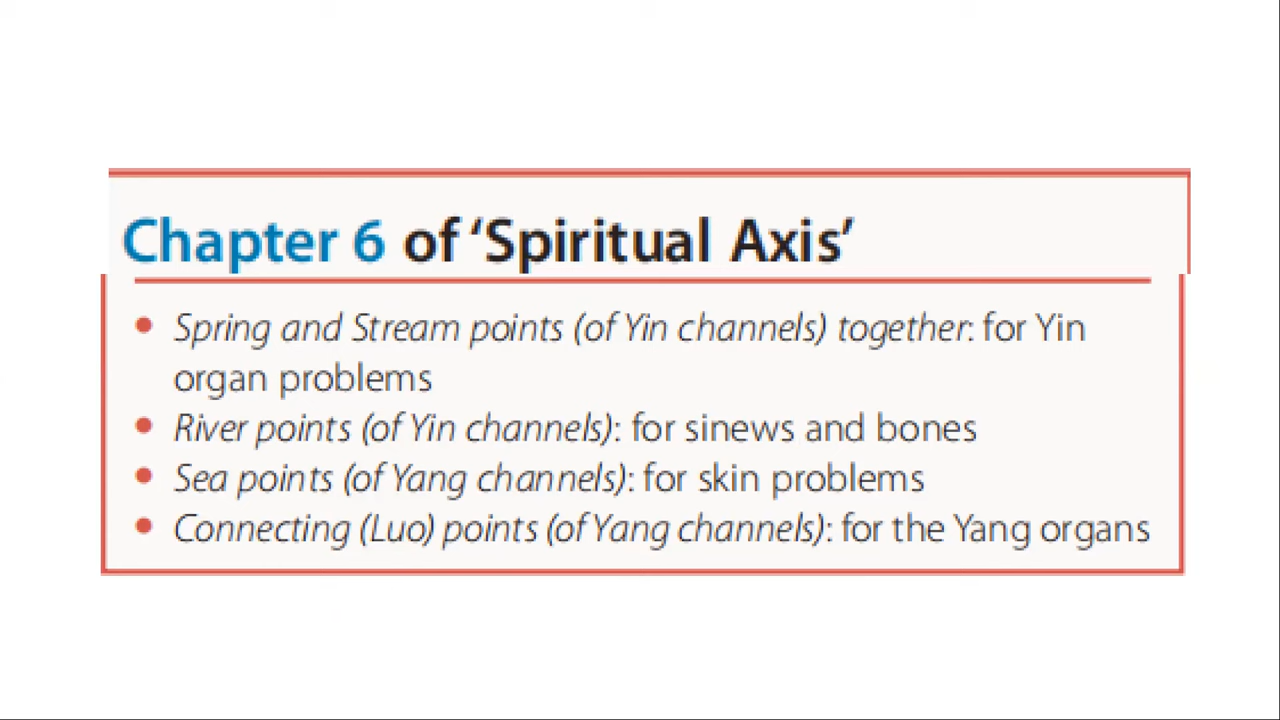 Chapter 6 of ‘Spiritual Axis’
• Spring and Stream points (of Yin channels) together: for Yin
organ problems
• River points (of Yin channels): for sinews and bones
• Sea points (of Yang channels): for skin problems
• Connecting (Luo) points (of Yang channels): for the Yang organs